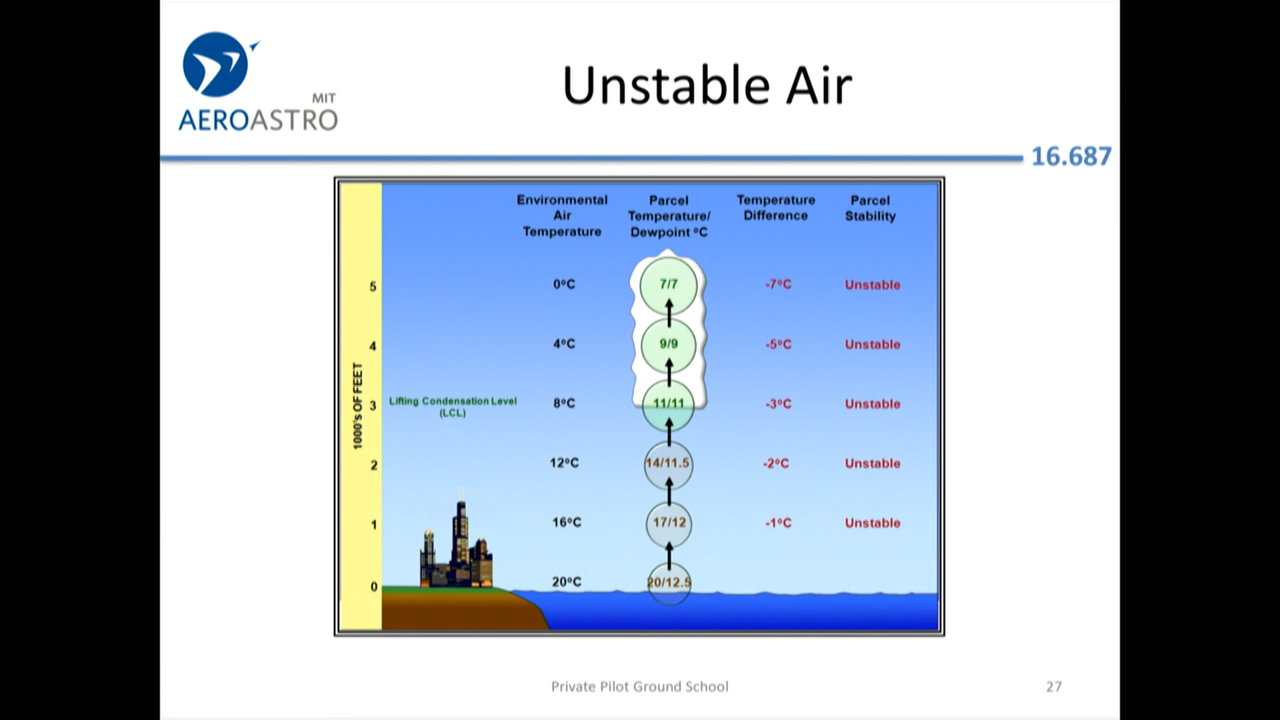 MIT
AEROASTRO
Unstable Air
16.687
Environmental
Air
Temperature
Parcel
Temperature/
Dewpoint ºC
Temperature
Difference
Parcel
Stability
5
0ºC
7/7
-7ºC
Unstable
4
4ºC
9/9
-5ºC
Unstable
1000's OF FEET
3
Lifting Condensation Level
(LCL)
8ºC
11/11
-3ºC
Unstable
2
12ºC
14/11.5
-2ºC
Unstable
1
16ºC
17/12
-1ºC
Unstable
0
20ºC
20/12.5
Private Pilot Ground School
27